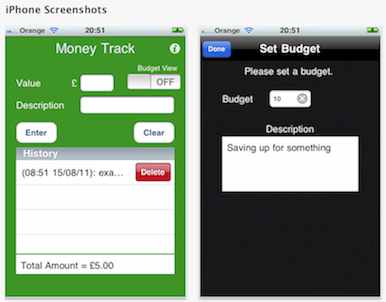 iPhone Screenshots
Orange 20:51
Money Track
Budget View
Value £ OFF
Description
Enter Clear
History
(08:51 15/08/11): exa... Delete
Total Amount = £5.00
Orange 20:51
Done Set Budget
Please set a budget.
Budget 10
Description
Saving up for something